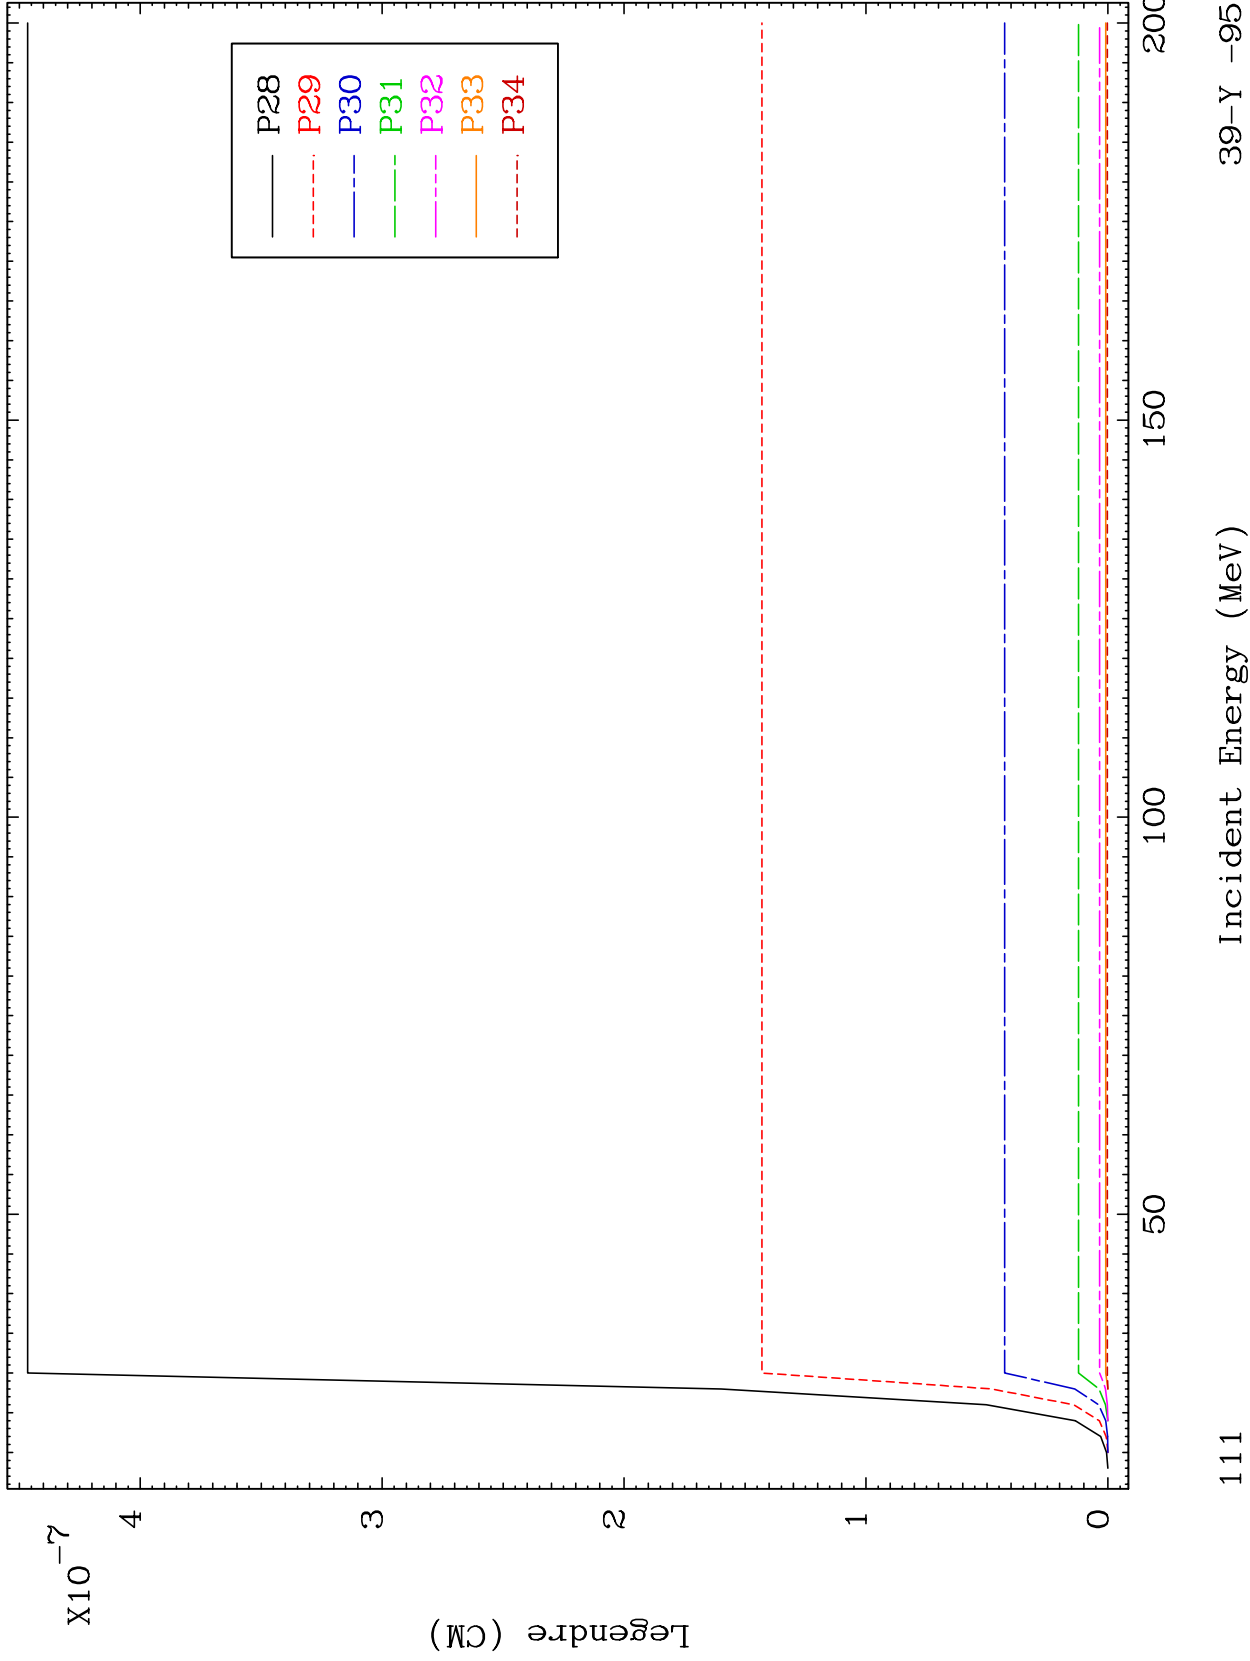 X10-7
Legendre (CM)
4
3
2
1
0
50
100
150
200
P28
P29
P30
P31
P32
P33
P34
111
Incident Energy (MeV)
39-Y -95